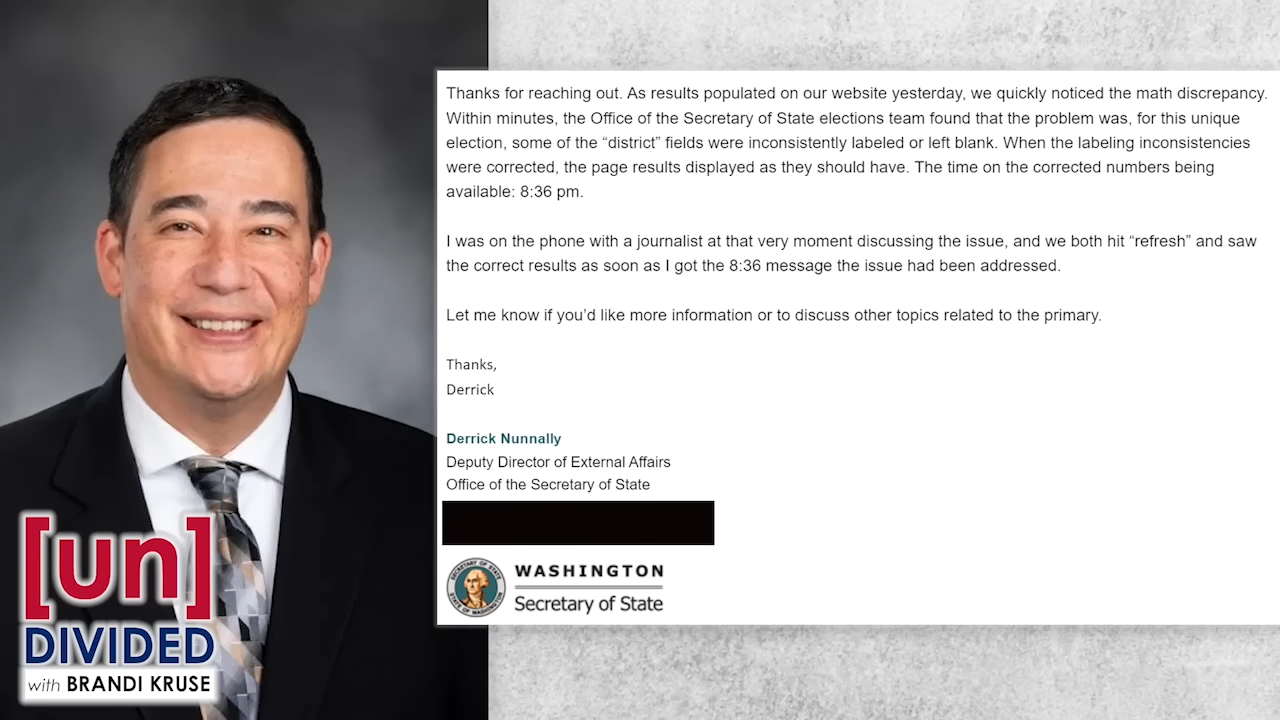 Thanks for reaching out. As results populated on our website yesterday, we quickly noticed the math discrepancy.
Within minutes, the Office of the Secretary of State elections team found that the problem was, for this unique
election, some of the “district” fields were inconsistently labeled or left blank. When the labeling inconsistencies
were corrected, the page results displayed as they should have. The time on the corrected numbers being
available: 8:36 pm.
I was on the phone with a journalist at that very moment discussing the issue, and we both hit “refresh” and saw
the correct results as soon as I got the 8:36 message the issue had been addressed.
Let me know if you’d like more information or to discuss other topics related to the primary.
Thanks,
Derrick
Derrick Nunnally
Deputy Director of External Affairs
Office of the Secretary of State
SECRETARY OF STATE
STATE OF WASHINGTON
WASHINGTON
Secretary of State
[un]
DIVIDED
with BRANDI KRUSE